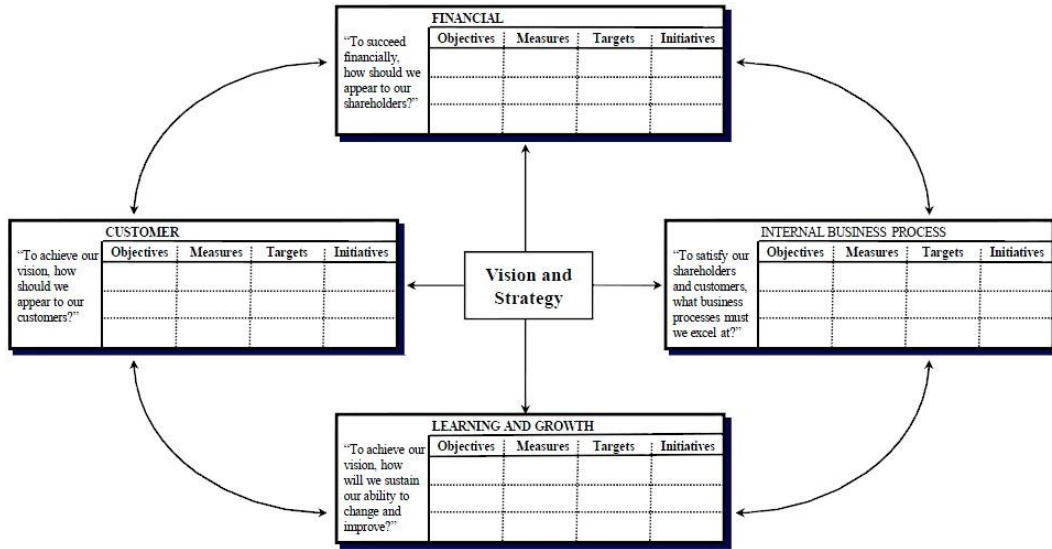 FINANCIAL
Objectives Measures Targets Initiatives
“To succeed
financially,
how should we
appear to our
shareholders?”
CUSTOMER
Objectives Measures Targets Initiatives
“To achieve our
vision, how
should we
appear to our
customers?”
Vision and
Strategy
INTERNAL BUSINESS PROCESS
Objectives Measures Targets Initiatives
“To satisfy our
shareholders
and customers,
what business
processes must
we excel at?”
LEARNING AND GROWTH
Objectives Measures Targets Initiatives
“To achieve our
vision, how
will we sustain
our ability to
change and
improve?”